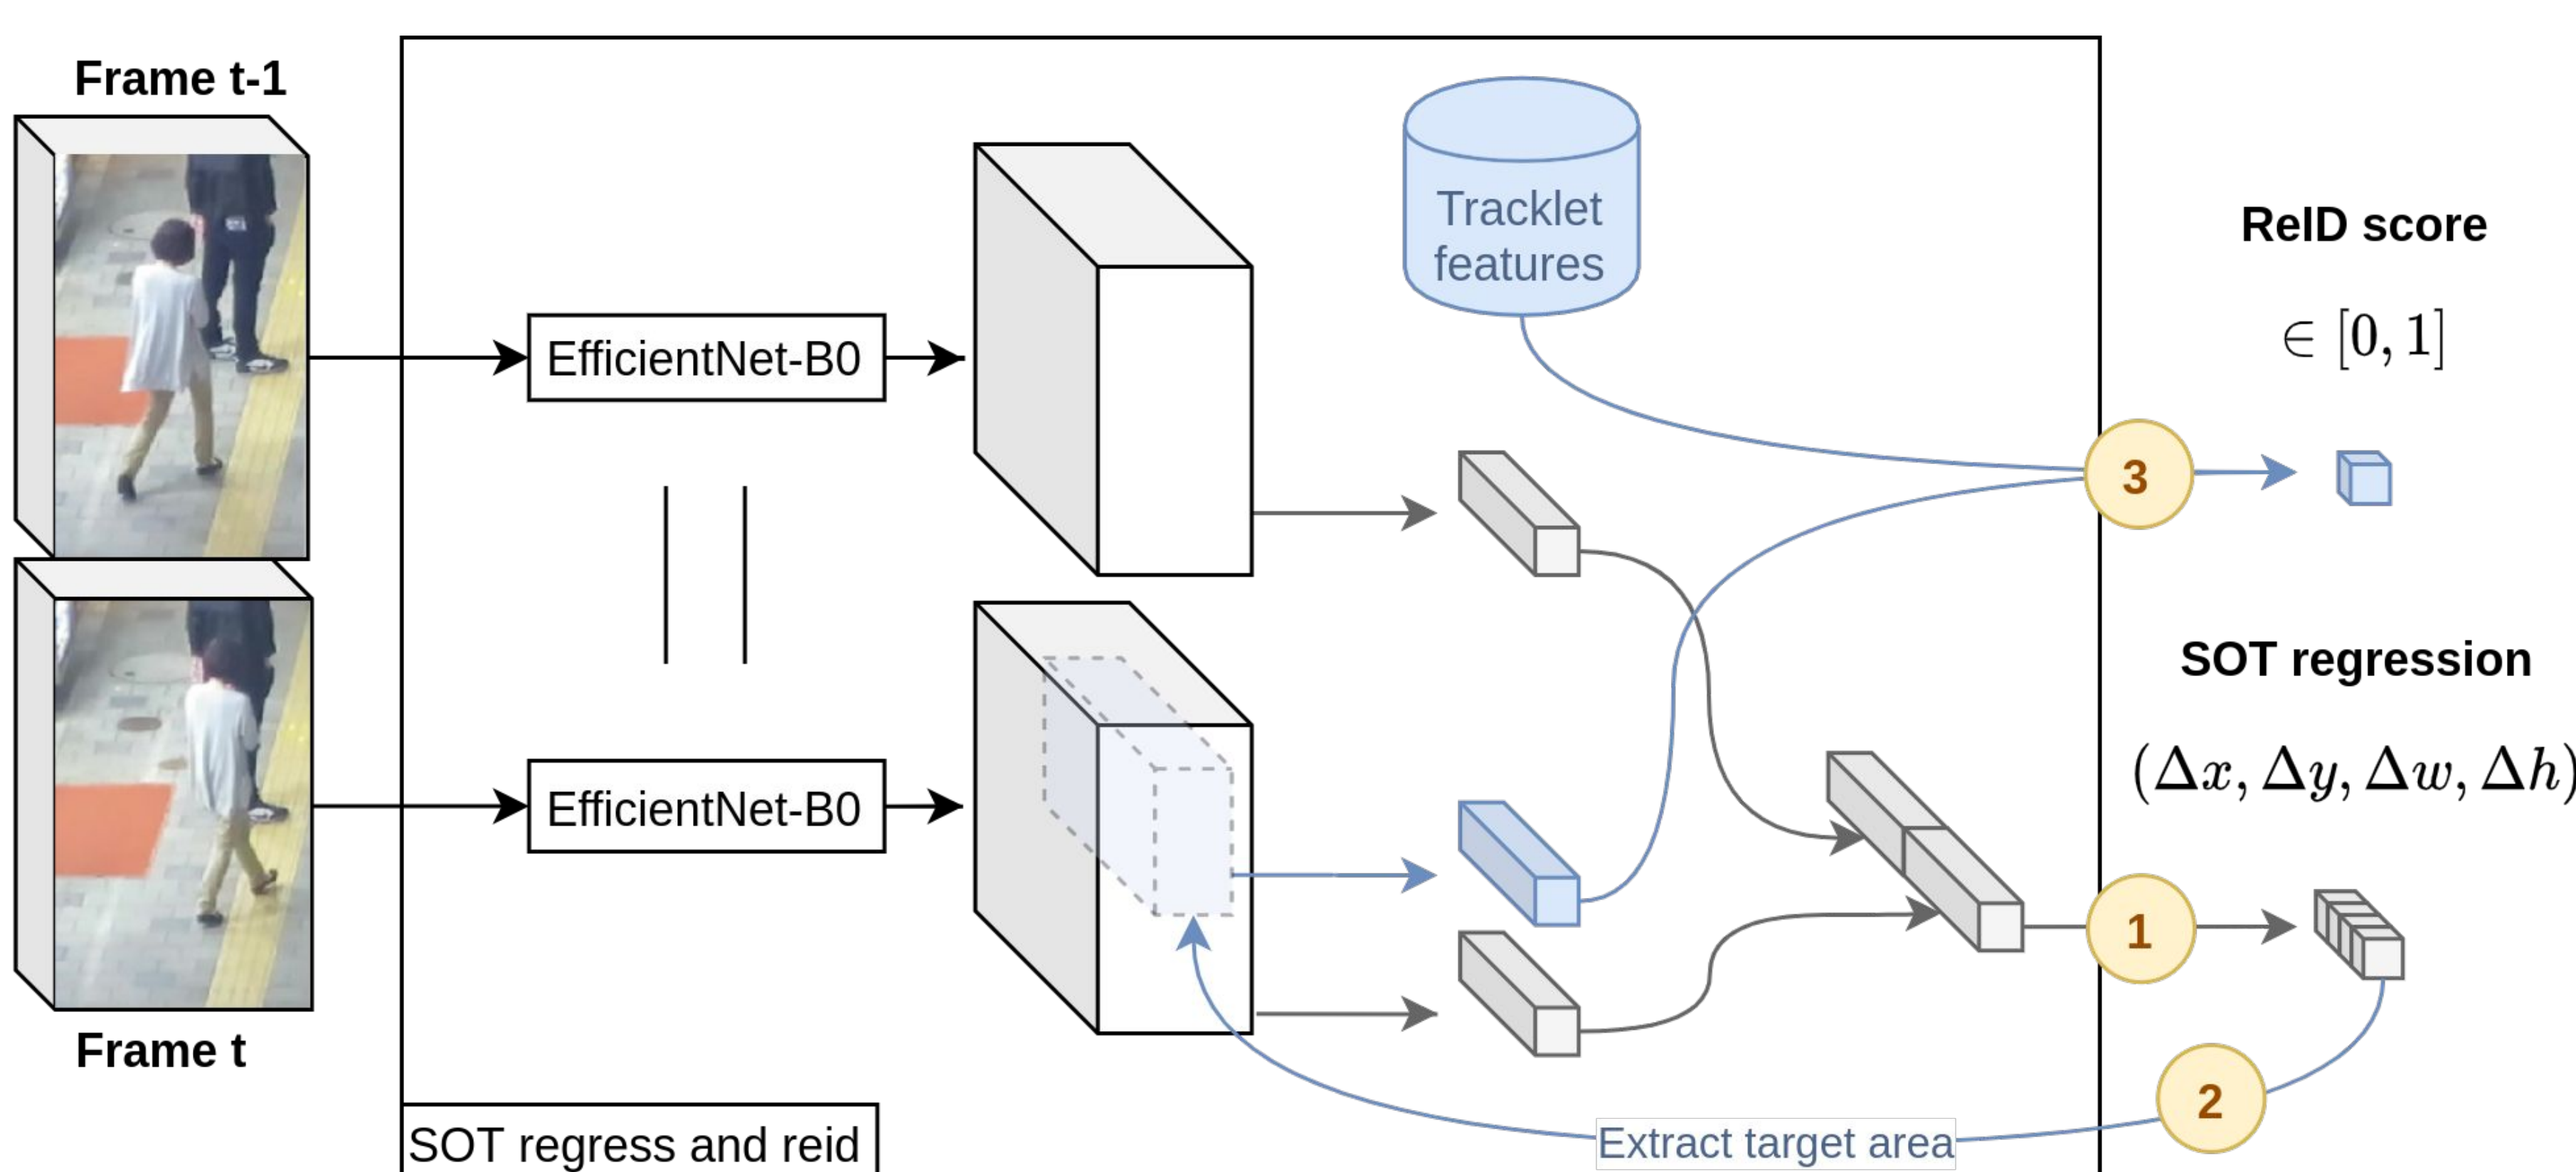 Frame t-1
EfficientNet-B0
Tracklet
features
ReID score
∈ [0, 1]
3
SOT regression
(Δx, Δy, Δw, Δh)
EfficientNet-B0
1
Frame t
2
Extract target area
SOT regress and reid